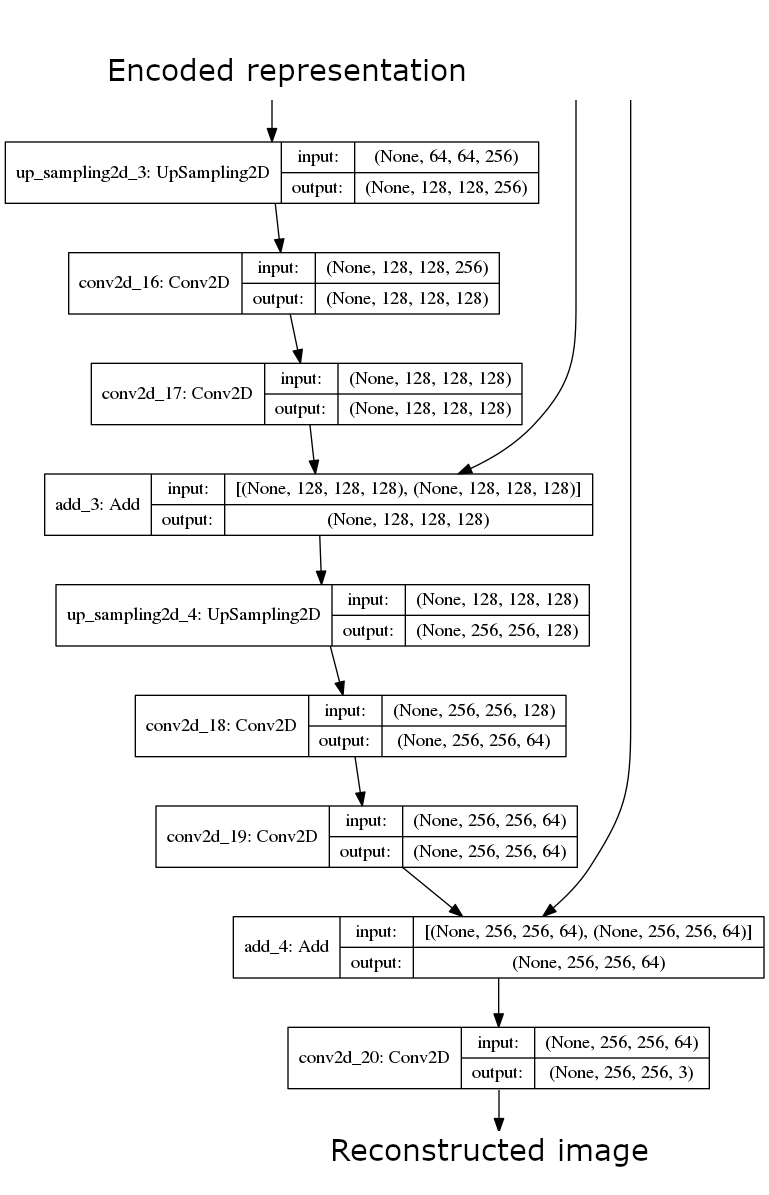 Encoded representation
up_sampling2d_3: UpSampling2D
input:
(None, 64, 64, 256)
output:
(None, 128, 128, 256)
conv2d_16: Conv2D
input:
(None, 128, 128, 256)
output:
(None, 128, 128, 128)
conv2d_17: Conv2D
input:
(None, 128, 128, 128)
output:
(None, 128, 128, 128)
add_3: Add
input:
[(None, 128, 128, 128), (None, 128, 128, 128)]
output:
(None, 128, 128, 128)
up_sampling2d_4: UpSampling2D
input:
(None, 128, 128, 128)
output:
(None, 256, 256, 128)
conv2d_18: Conv2D
input:
(None, 256, 256, 128)
output:
(None, 256, 256, 64)
conv2d_19: Conv2D
input:
(None, 256, 256, 64)
output:
(None, 256, 256, 64)
add_4: Add
input:
[(None, 256, 256, 64), (None, 256, 256, 64)]
output:
(None, 256, 256, 64)
conv2d_20: Conv2D
input:
(None, 256, 256, 64)
output:
(None, 256, 256, 3)
Reconstructed image